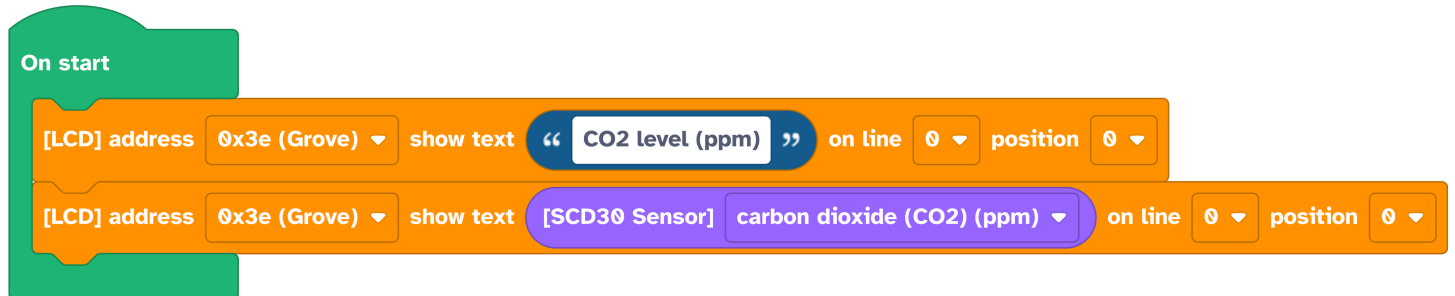 On start
[LCD] address 0x3e (Grove) show text “ CO2 level (ppm) ” on line 0 position 0
[LCD] address 0x3e (Grove) show text [SCD30 Sensor] carbon dioxide (CO2) (ppm) on line 0 position 0